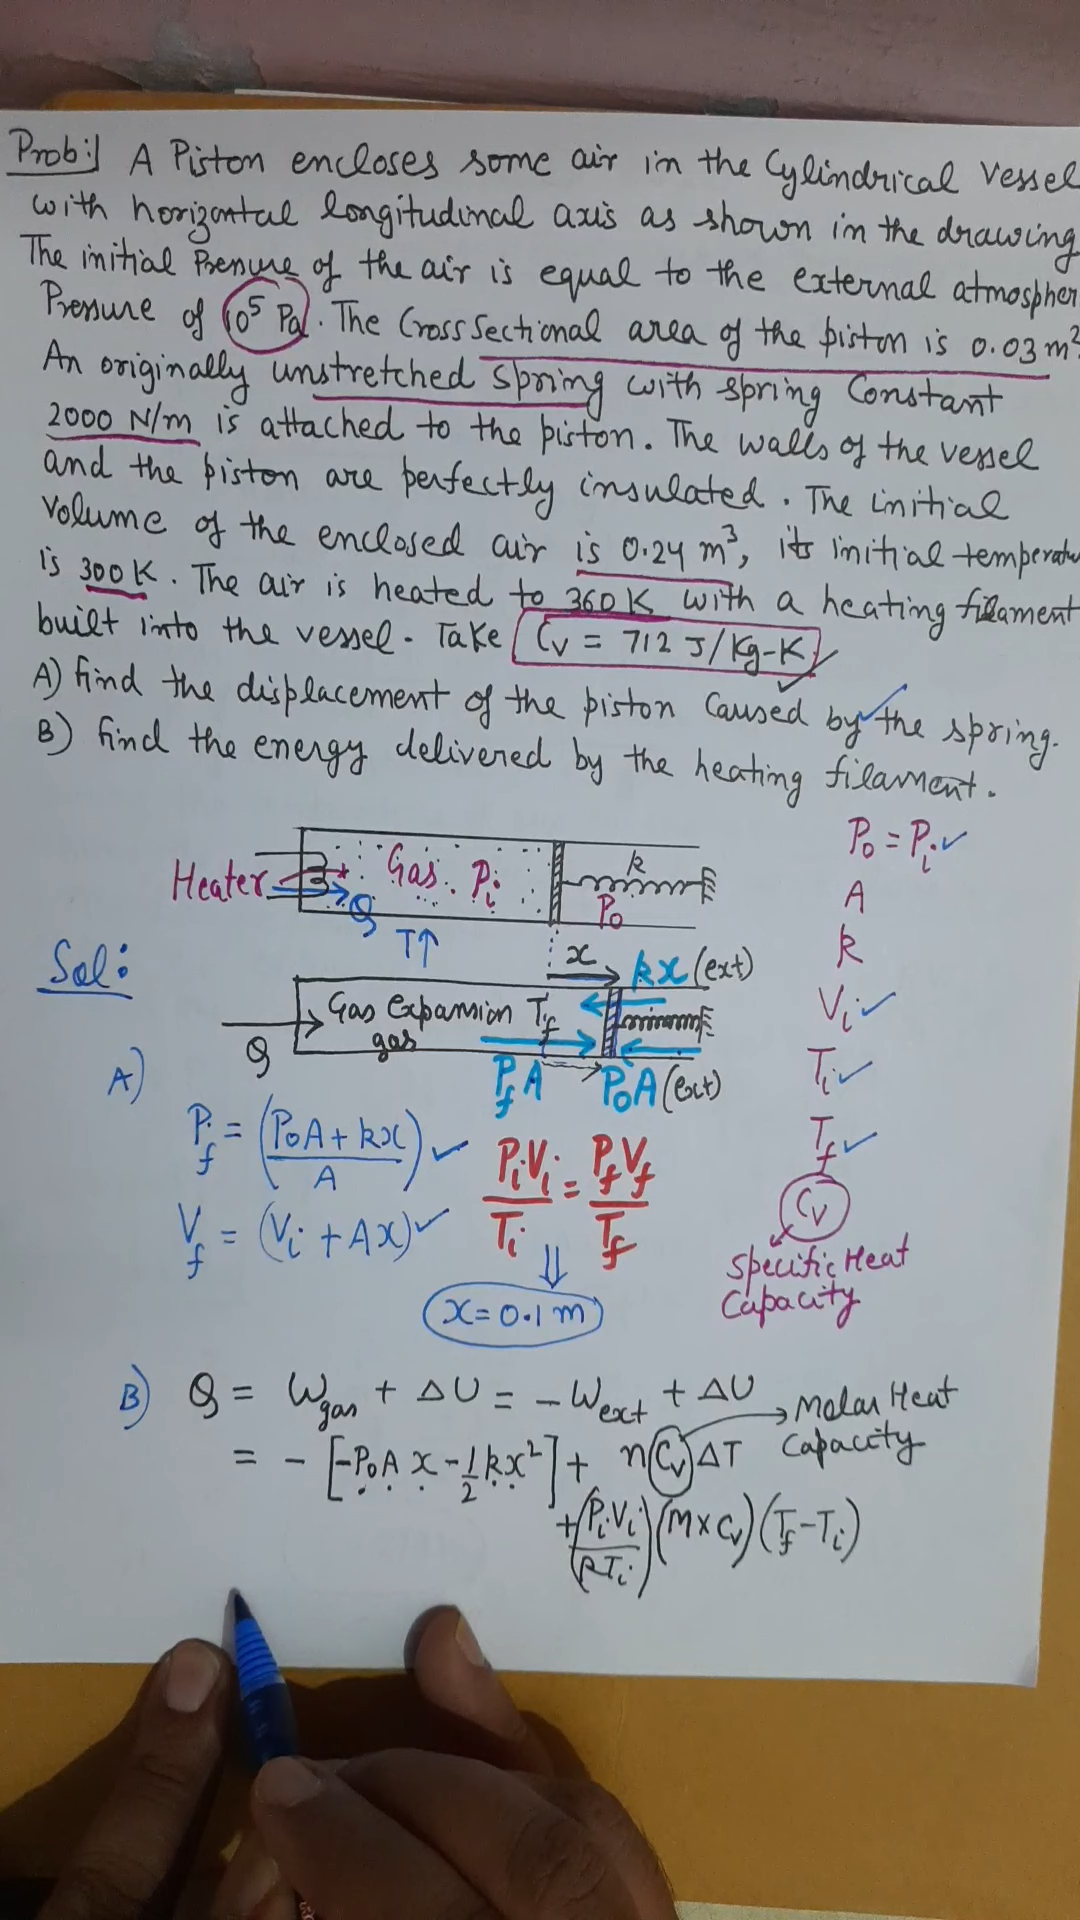 Prob:| A Piston encloses some air in the Cylindrical Vessel
with horizontal longitudinal axis as shown in the drawing
The initial Pressure of the air is equal to the external atmospher
Pressure of 10⁵ Pa. The Cross Sectional area of the piston is 0.03 m²
An originally unstretched spring with spring Constant
2000 N/m is attached to the piston. The walls of the vessel
and the piston are perfectly insulated. The initial
volume of the enclosed air is 0.24 m³, its initial temperatu
is 300 K. The air is heated to 360 K with a heating filament
built into the vessel. Take Cv = 712 J/Kg-K ✓
A) find the displacement of the piston caused by the spring.
B) find the energy delivered by the heating filament.
Heater Gas Pi k P₀
Q T↑
P₀ = Pi ✓
A
k
Vi ✓
Ti ✓
Tf ✓
Cv
Specific Heat
Capacity
Sol:
x kx (ext)
Q Gas Expansion Tf
gas
PfA P₀A (ext)
A)
Pf = (P₀A + kx / A) ✓
Vf = (Vi + Ax) ✓
PiVi / Ti = PfVf / Tf
⇓
x = 0.1 m
B) Q = Wgas + ΔU = - Wext + ΔU
= - [-P₀A x - 1/2 kx²] + n Cv ΔT → Molar Heat Capacity
+ (PiVi / RTi) (M × Cv) (Tf - Ti)